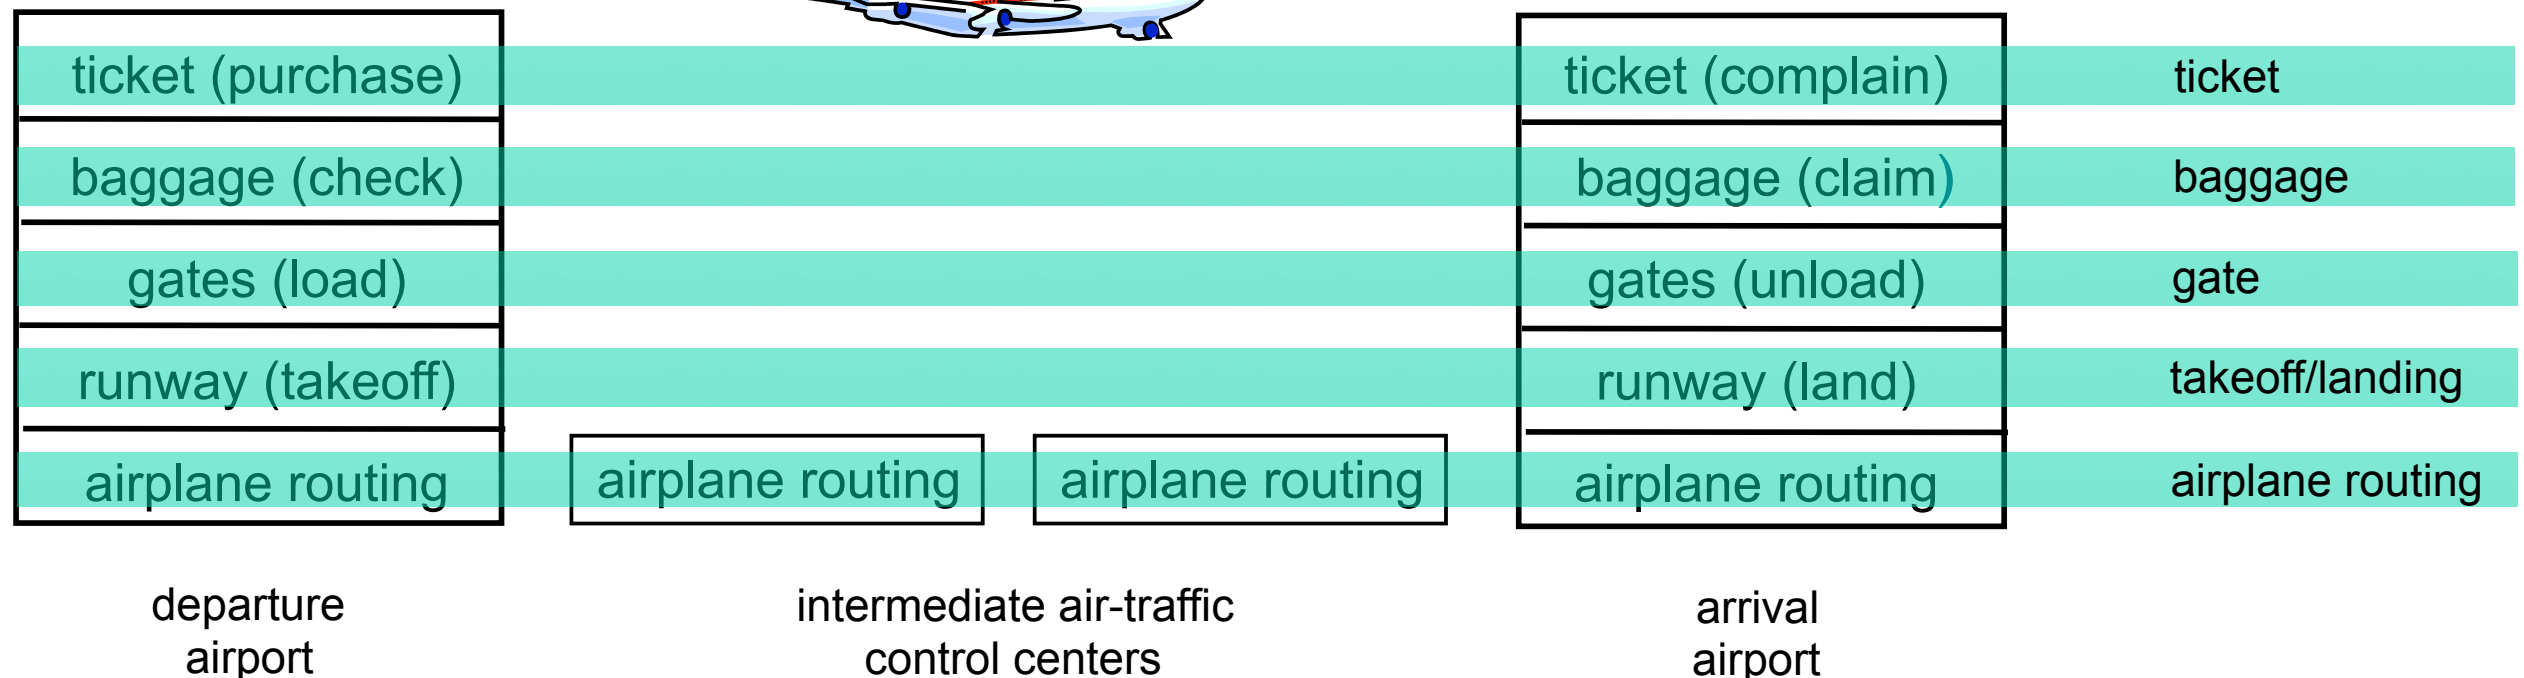 ticket (purchase)
ticket (complain)
ticket
baggage (check)
baggage (claim)
baggage
gates (load)
gates (unload)
gate
runway (takeoff)
runway (land)
takeoff/landing
airplane routing
airplane routing
airplane routing
airplane routing
airplane routing
departure
airport
intermediate air-traffic
control centers
arrival
airport